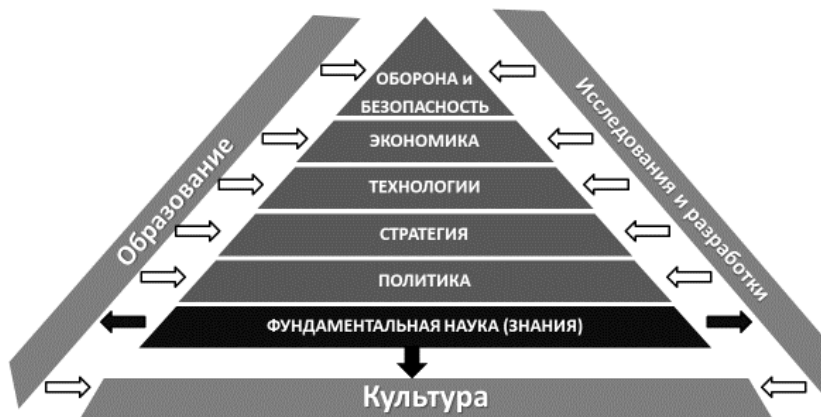 ОБОРОНА и
БЕЗОПАСНОСТЬ
ЭКОНОМИКА
ТЕХНОЛОГИИ
СТРАТЕГИЯ
ПОЛИТИКА
ФУНДАМЕНТАЛЬНАЯ НАУКА (ЗНАНИЯ)
Образование
Исследования и разработки
Культура